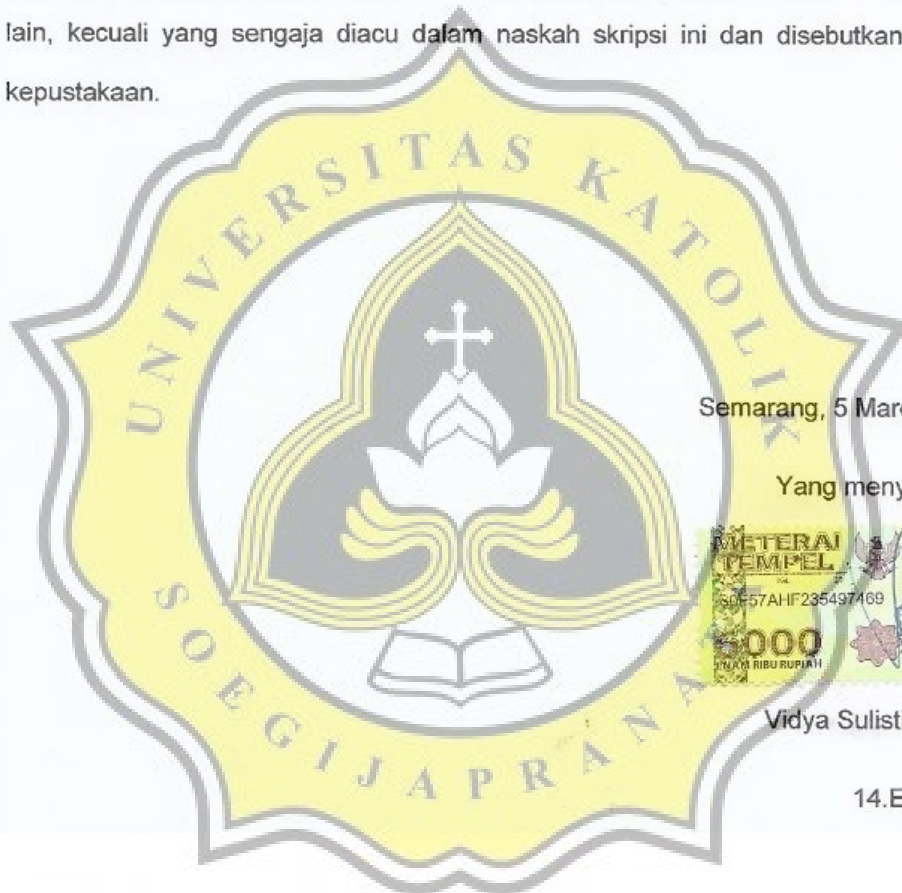 lain, kecuali yang sengaja diacu dalam naskah skripsi ini dan disebutkan
kepustakaan.
UNIVERSITAS KATOLIK
SOEGIJAPRANA
Semarang, 5 Mar
Yang meny
METERAI
TEMPEL
57AHF235497469
6000
ENAM RIBU RUPIAH
Vidya Sulist
14.E